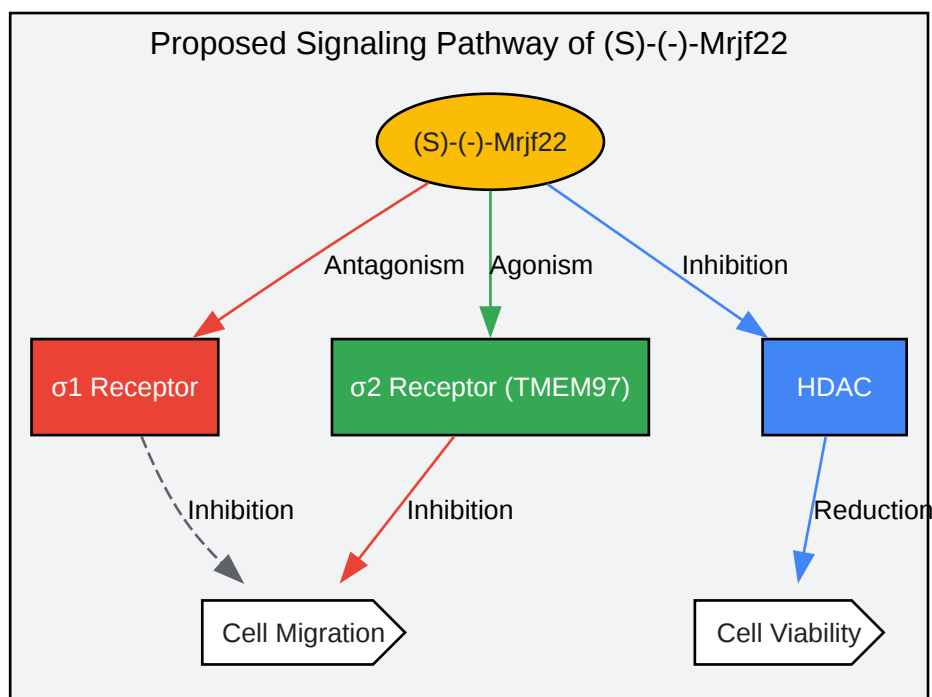 Proposed Signaling Pathway of (S)-(-)-Mrjf22
(S)-(-)-Mrjf22
Antagonism
Agonism
Inhibition
σ1 Receptor
σ2 Receptor (TMEM97)
HDAC
Inhibition
Inhibition
Reduction
Cell Migration
Cell Viability